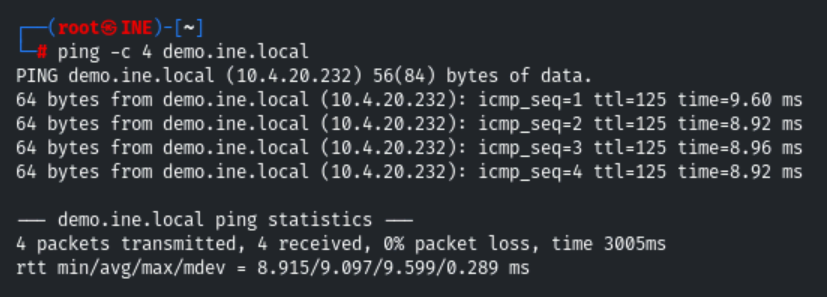 ┌──(root㉿INE)-[~]
└─# ping -c 4 demo.ine.local
PING demo.ine.local (10.4.20.232) 56(84) bytes of data.
64 bytes from demo.ine.local (10.4.20.232): icmp_seq=1 ttl=125 time=9.60 ms
64 bytes from demo.ine.local (10.4.20.232): icmp_seq=2 ttl=125 time=8.92 ms
64 bytes from demo.ine.local (10.4.20.232): icmp_seq=3 ttl=125 time=8.96 ms
64 bytes from demo.ine.local (10.4.20.232): icmp_seq=4 ttl=125 time=8.92 ms
--- demo.ine.local ping statistics ---
4 packets transmitted, 4 received, 0% packet loss, time 3005ms
rtt min/avg/max/mdev = 8.915/9.097/9.599/0.289 ms